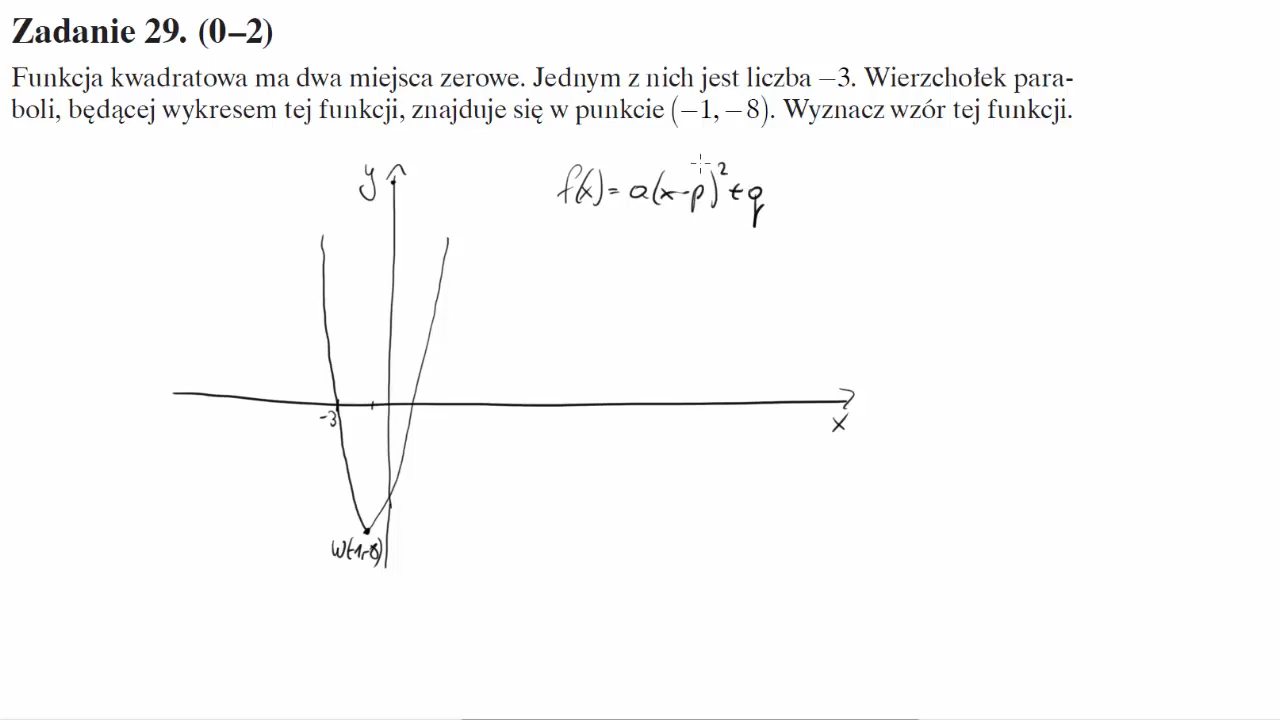 Zadanie 29. (0–2)
Funkcja kwadratowa ma dwa miejsca zerowe. Jednym z nich jest liczba −3. Wierzchołek para-
boli, będącej wykresem tej funkcji, znajduje się w punkcie (−1, −8). Wyznacz wzór tej funkcji.
y
f(x) = a(x-p)² + q
-3
x
W(-1,-8)